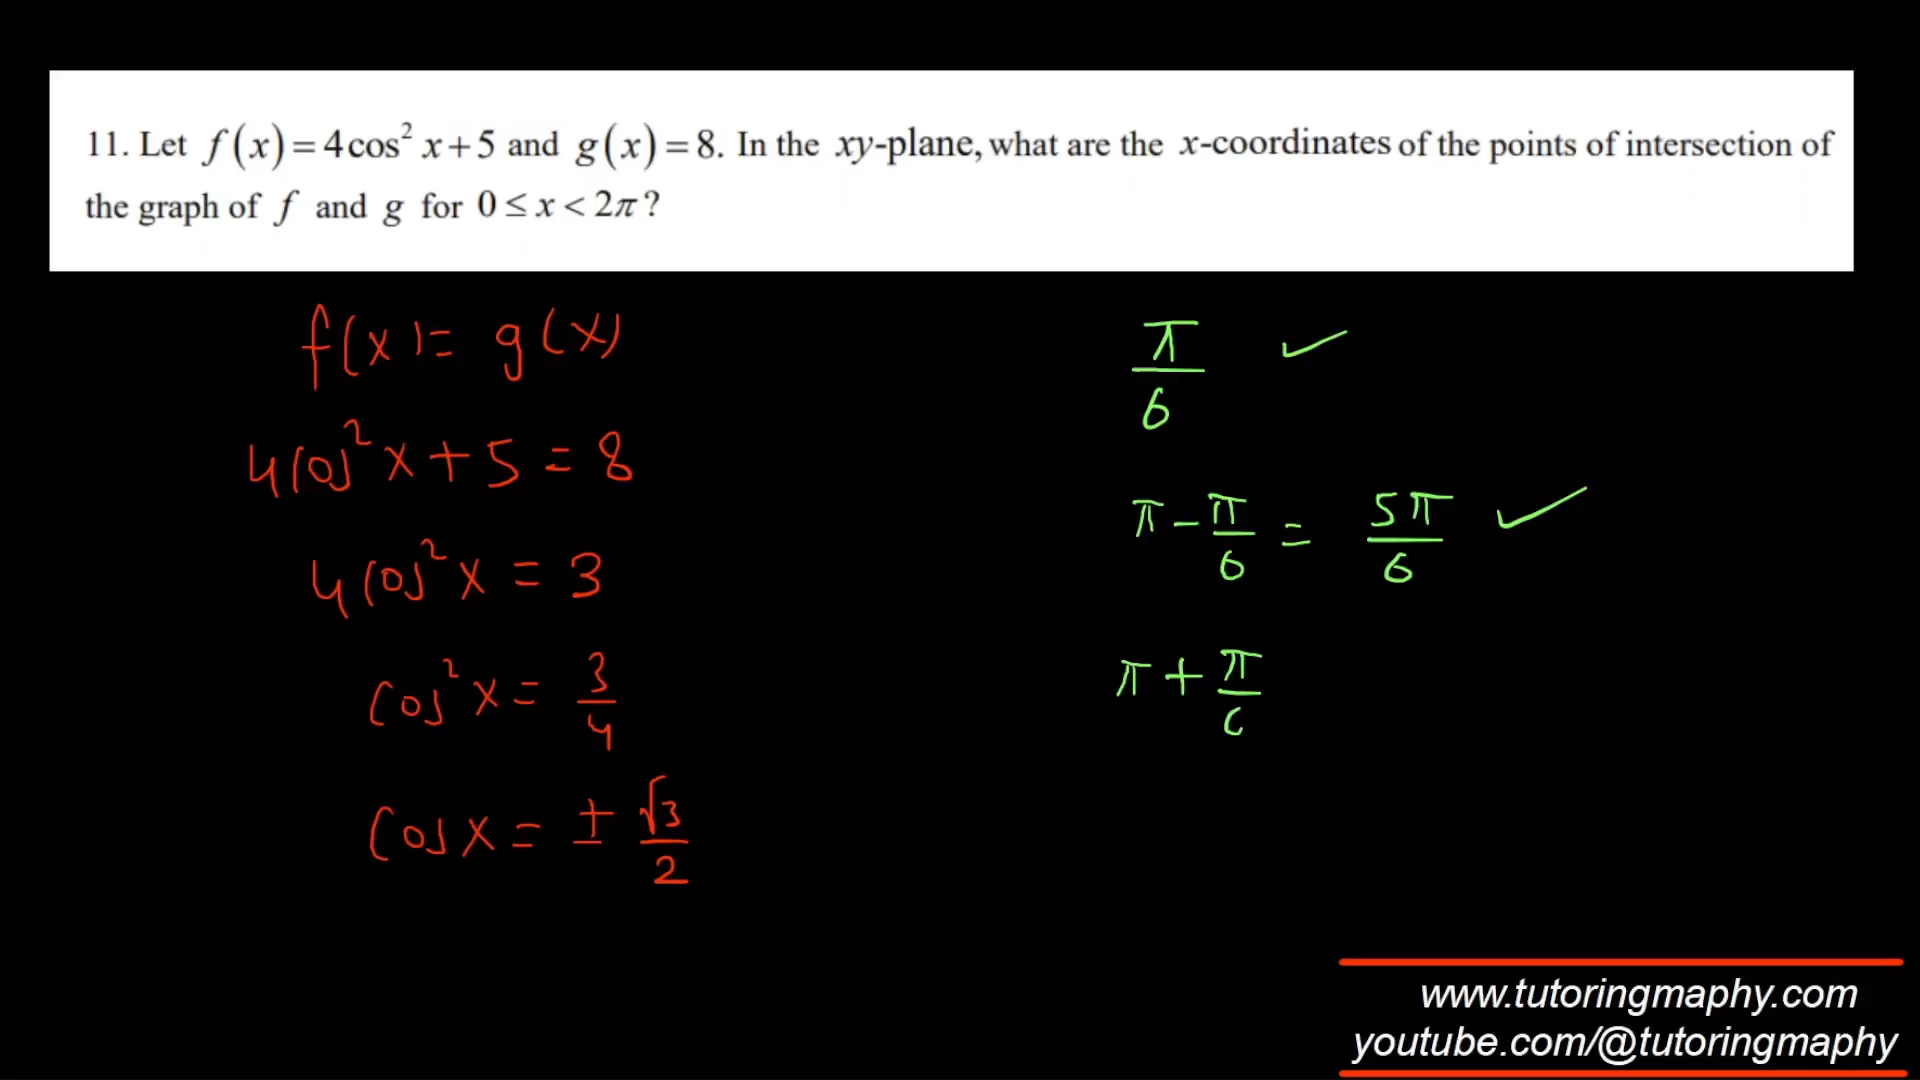 11. Let f(x)=4cos² x+5 and g(x)=8. In the xy-plane, what are the x-coordinates of the points of intersection of
the graph of f and g for 0≤x<2π?
f(x)= g(x)
4cos²x+5=8
4cos²x=3
cos²x=3/4
cosx=±√3/2
π/6 ✓
π-π/6=5π/6 ✓
π+π/6
www.tutoringmaphy.com
youtube.com/@tutoringmaphy